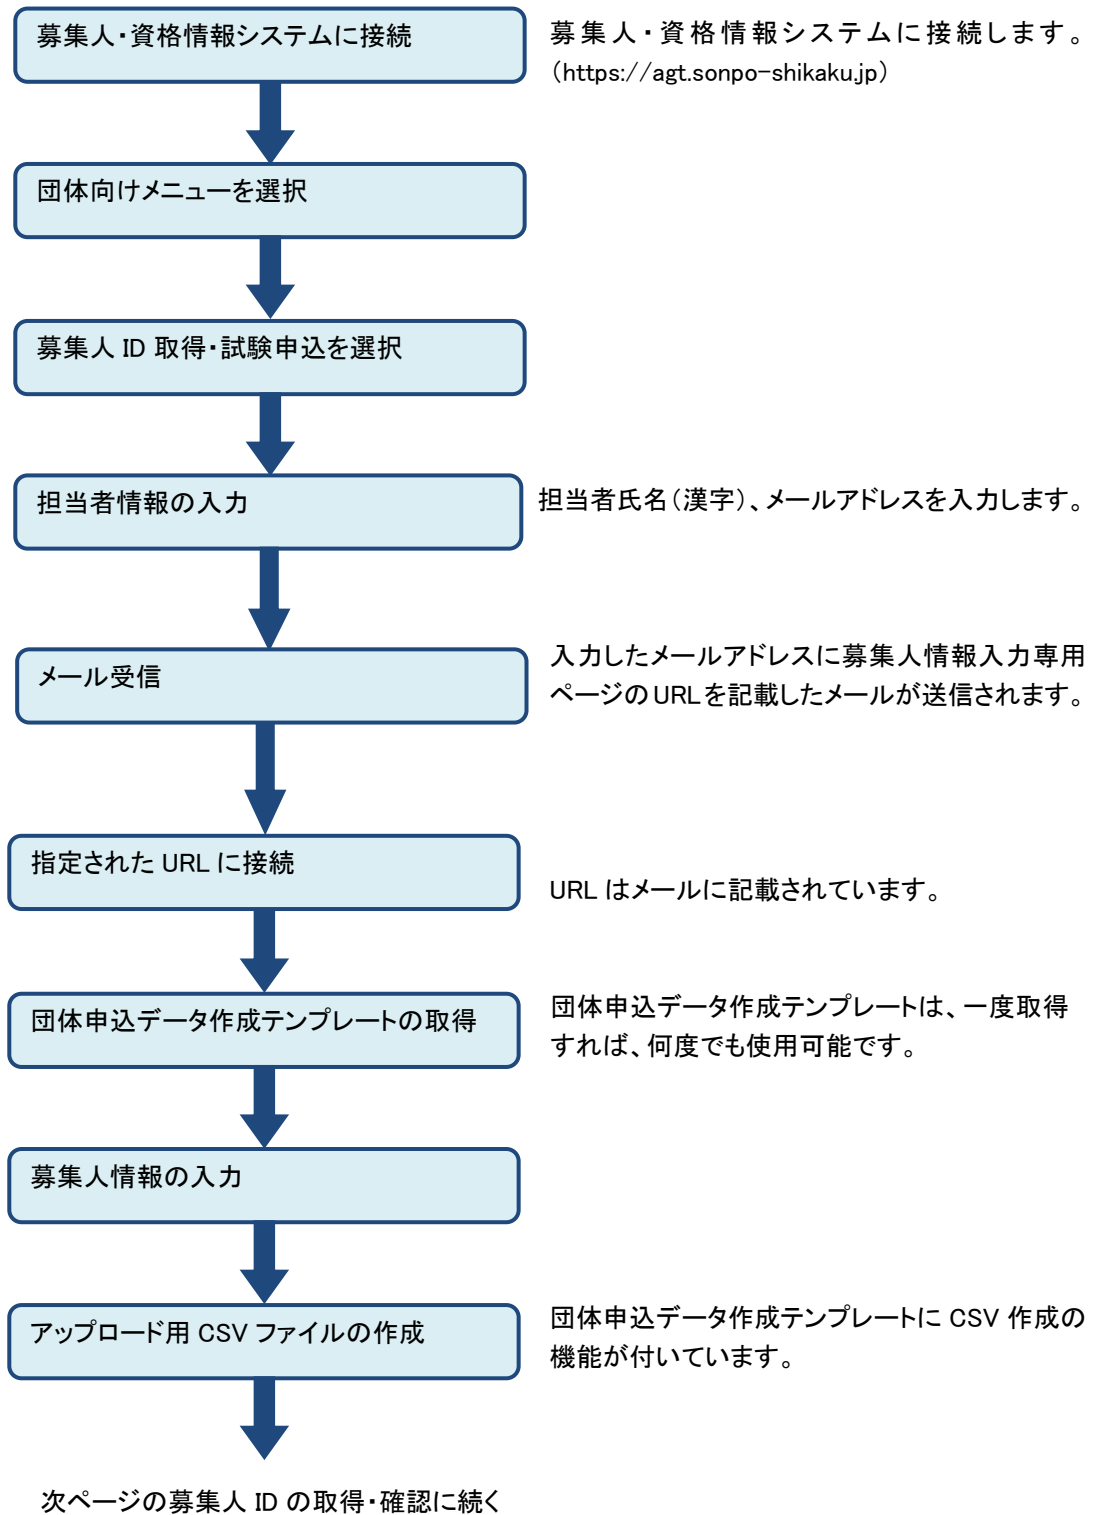 募集人・資格情報システムに接続
募集人・資格情報システムに接続します。
（https://agt.sonpo-shikaku.jp）
団体向けメニューを選択
募集人 ID 取得・試験申込を選択
担当者情報の入力
担当者氏名（漢字）、メールアドレスを入力します。
メール受信
入力したメールアドレスに募集人情報入力専用
ページの URL を記載したメールが送信されます。
指定された URL に接続
URL はメールに記載されています。
団体申込データ作成テンプレートの取得
団体申込データ作成テンプレートは、一度取得
すれば、何度でも使用可能です。
募集人情報の入力
アップロード用 CSV ファイルの作成
団体申込データ作成テンプレートに CSV 作成の
機能が付いています。
次ページの募集人 ID の取得・確認に続く